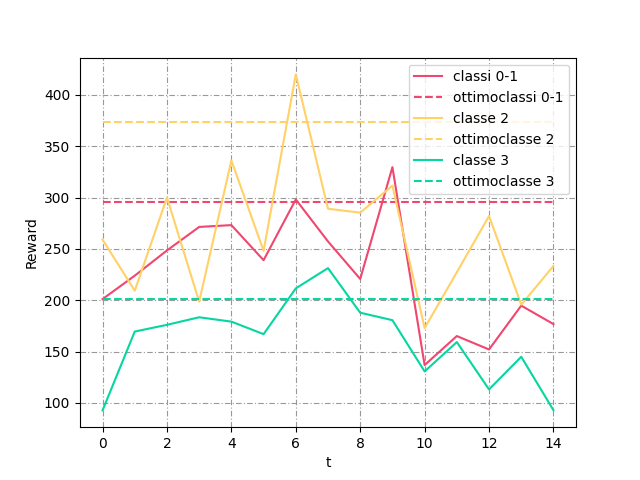 classi 0-1
ottimoclassi 0-1
classe 2
ottimoclasse 2
classe 3
ottimoclasse 3
400
350
300
250
200
150
100
Reward
0 2 4 6 8 10 12 14
t